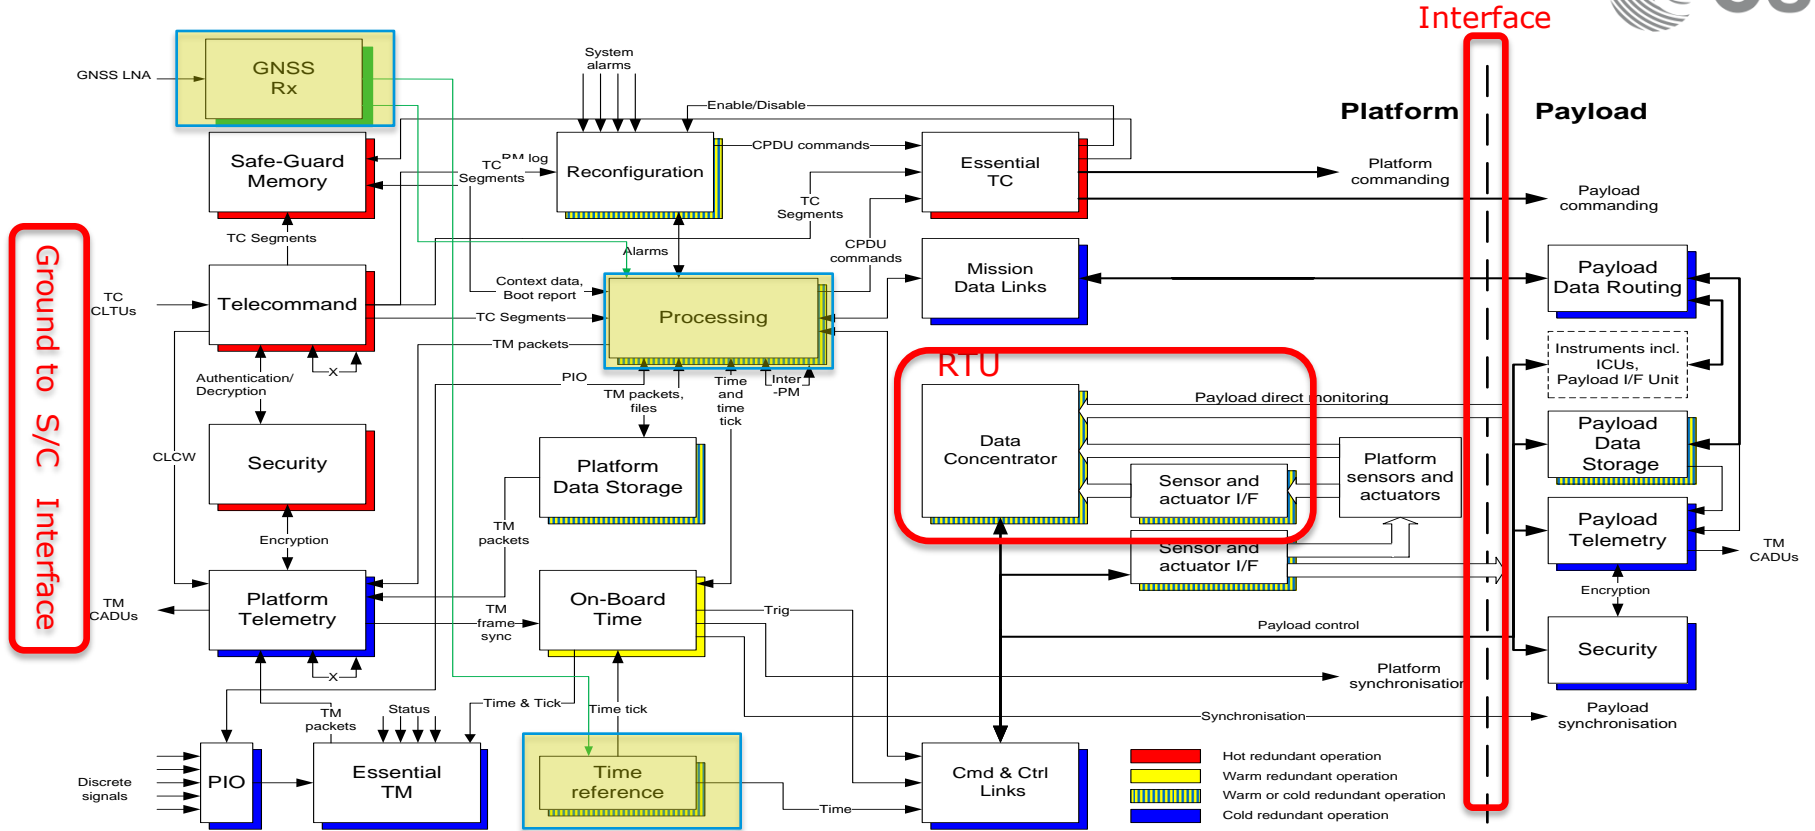 Interface
GNSS LNA
GNSS
Rx
System
alarms
Enable/Disable
Platform
Payload
Safe-Guard
Memory
PM log
TC
Segments
Reconfiguration
CPDU commands
Essential
TC
Platform
commanding
Payload
commanding
TC Segments
TC
Segments
Alarms
CPDU
commands
Ground to S/C Interface
TC
CLTUs
Telecommand
Context data,
Boot report
TC Segments
Processing
TM packets
Mission
Data Links
Payload
Data Routing
X
Authentication/
Decryption
PIO
TM packets,
files
Time
and
time
tick
Inter
-PM
RTU
Instruments incl.
ICUs,
Payload I/F Unit
Payload direct monitoring
CLCW
Security
Platform
Data Storage
Data
Concentrator
Sensor and
actuator I/F
Platform
sensors and
actuators
Payload
Data
Storage
TM
packets
Encryption
Sensor and
actuator I/F
Payload
Telemetry
TM
CADUs
TM
CADUs
Platform
Telemetry
TM
frame
sync
On-Board
Time
Trig
Encryption
Payload control
Security
X
Platform
synchronisation
TM
packets
Status
Time & Tick
Time tick
Synchronisation
Payload
synchronisation
Discrete
signals
PIO
Essential
TM
Time
reference
Time
Cmd & Ctrl
Links
Hot redundant operation
Warm redundant operation
Warm or cold redundant operation
Cold redundant operation